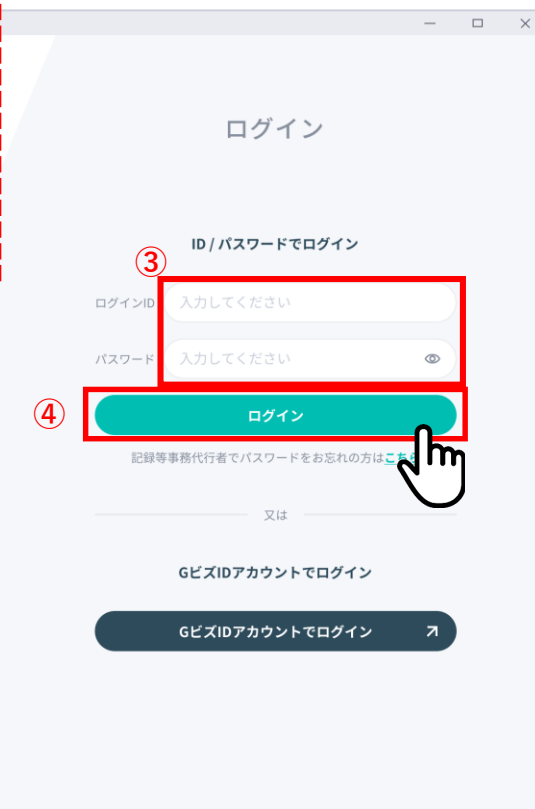 ログイン
ID / パスワードでログイン
③
ログインID 入力してください
パスワード 入力してください
④ ログイン
記録等事務代行者でパスワードをお忘れの方はこちら
又は
GビズIDアカウントでログイン
GビズIDアカウントでログイン